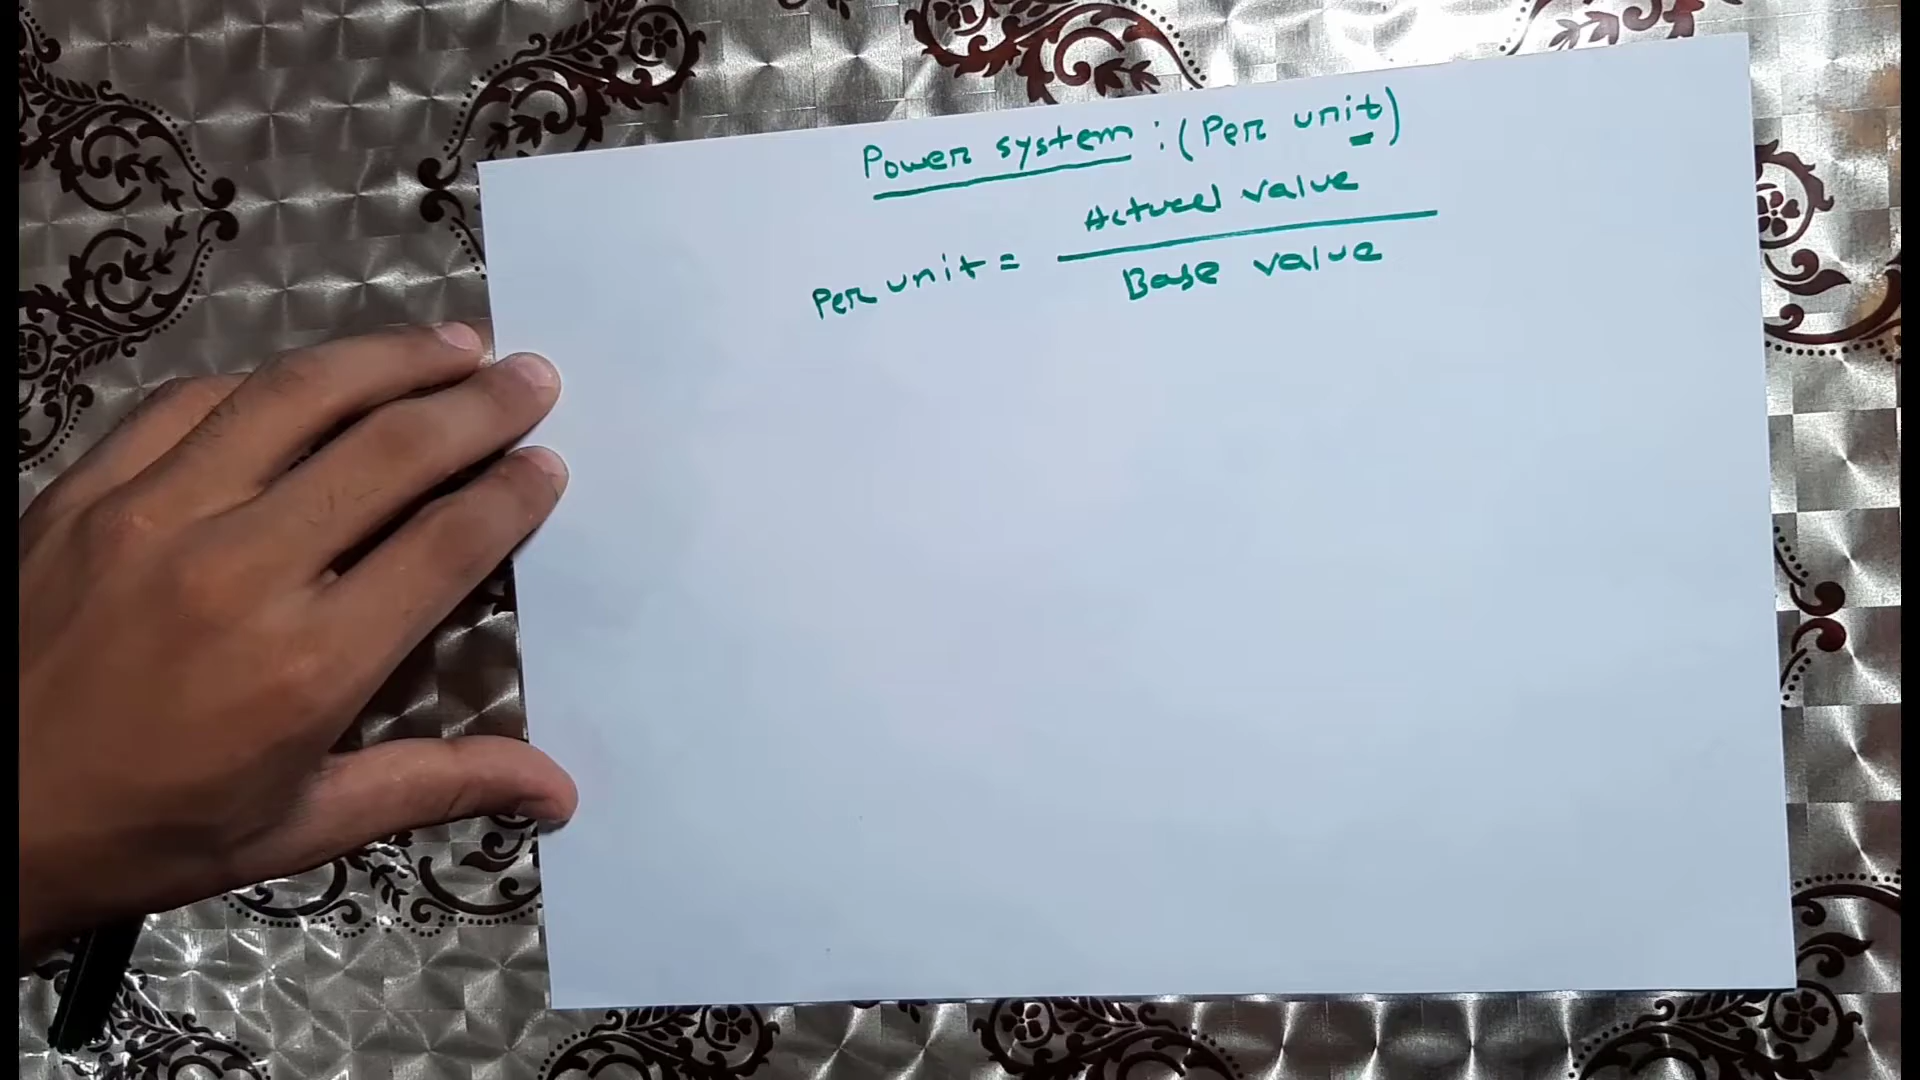 Power system : (Per unit)
Per unit = Actual value / Base value